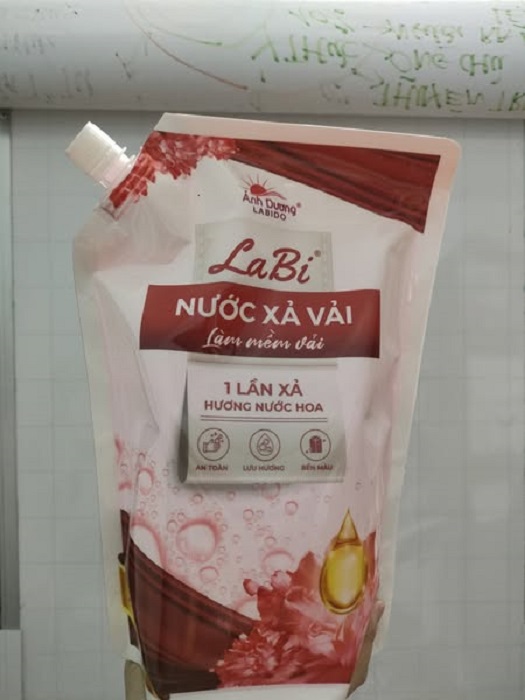 Ánh Dương®
LABIDO
LaBi®
NƯỚC XẢ VẢI
Làm mềm vải
1 LẦN XẢ
HƯƠNG NƯỚC HOA
AN TOÀN LƯU HƯƠNG BỀN MÀU